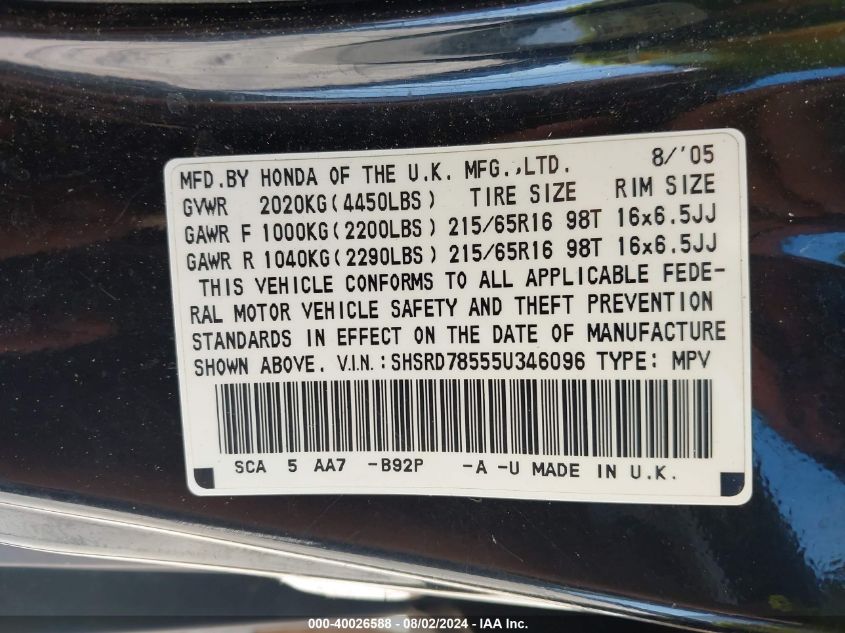 MFD.BY HONDA OF THE U.K. MFG.,LTD. 8/'05
GVWR 2020KG(4450LBS) TIRE SIZE RIM SIZE
GAWR F 1000KG(2200LBS) 215/65R16 98T 16x6.5JJ
GAWR R 1040KG(2290LBS) 215/65R16 98T 16x6.5JJ
THIS VEHICLE CONFORMS TO ALL APPLICABLE FEDE-
RAL MOTOR VEHICLE SAFETY AND THEFT PREVENTION
STANDARDS IN EFFECT ON THE DATE OF MANUFACTURE
SHOWN ABOVE. V.I.N.:SHSRD78555U346096 TYPE: MPV
SCA 5 AA7 -B92P -A -U MADE IN U.K.
000-40026588 - 08/02/2024 - IAA Inc.